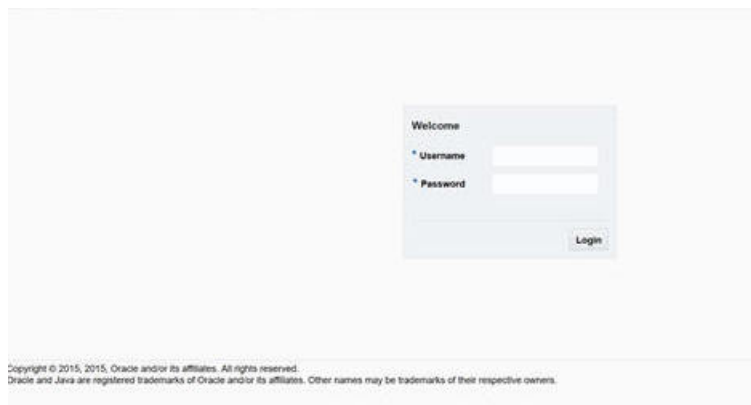 Welcome
* Username
* Password
Login
Copyright © 2015, 2015, Oracle and/or its affiliates. All rights reserved.
Oracle and Java are registered trademarks of Oracle and/or its affiliates. Other names may be trademarks of their respective owners.